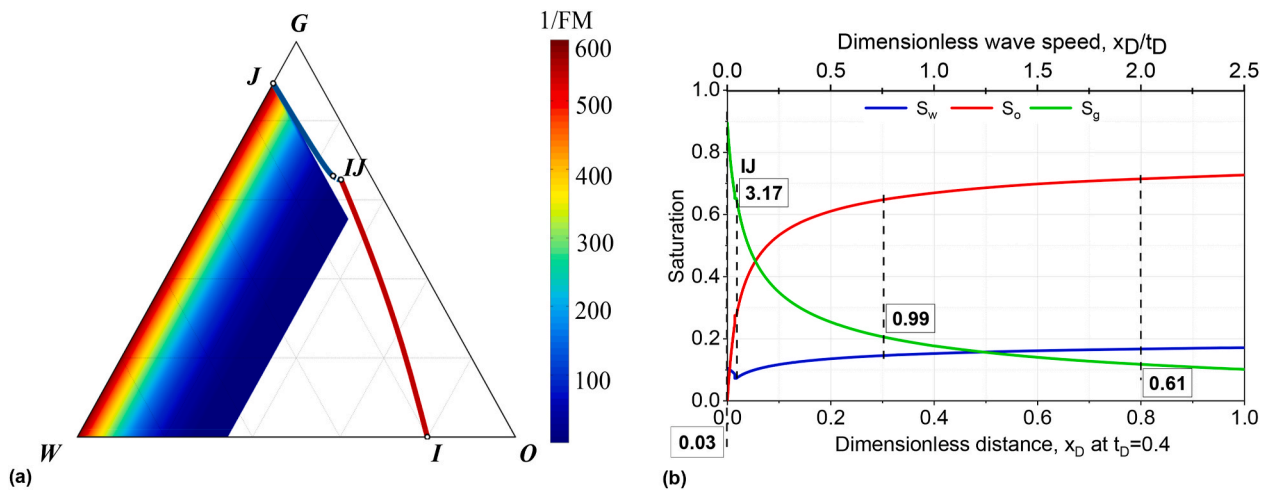 1/FM
G
600
J
500
IJ
400
300
200
100
W
I
O
(a)
Dimensionless wave speed, xD/tD
0.0 0.5 1.0 1.5 2.0 2.5
1.0
Sw So Sg
0.8
IJ
3.17
0.6
Saturation
0.4
0.99
0.2
0.61
0.0
0.0 0.2 0.4 0.6 0.8 1.0
0.03
Dimensionless distance, xD at tD=0.4
(b)